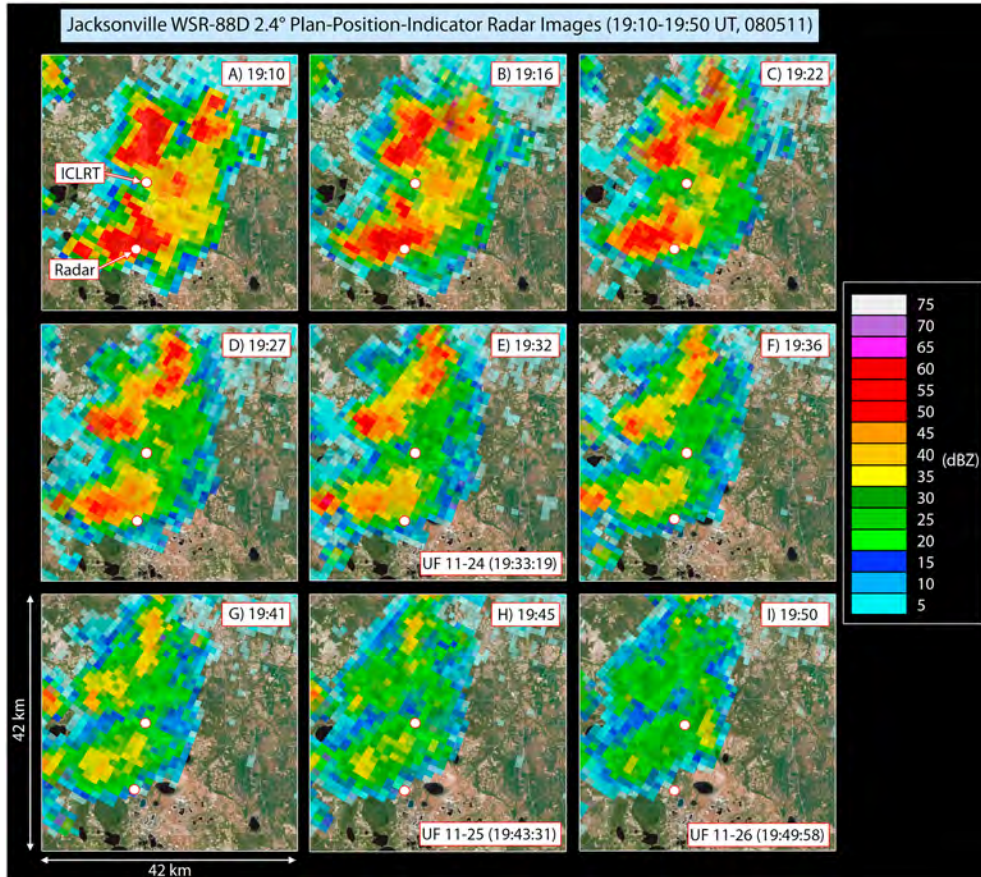 Jacksonville WSR-88D 2.4° Plan-Position-Indicator Radar Images (19:10-19:50 UT, 080511)
A) 19:10
B) 19:16
C) 19:22
ICLRT
Radar
D) 19:27
E) 19:32
F) 19:36
UF 11-24 (19:33:19)
G) 19:41
H) 19:45
I) 19:50
UF 11-25 (19:43:31)
UF 11-26 (19:49:58)
42 km
42 km
75
70
65
60
55
50
45
40
35
30
25
20
15
10
5
(dBZ)